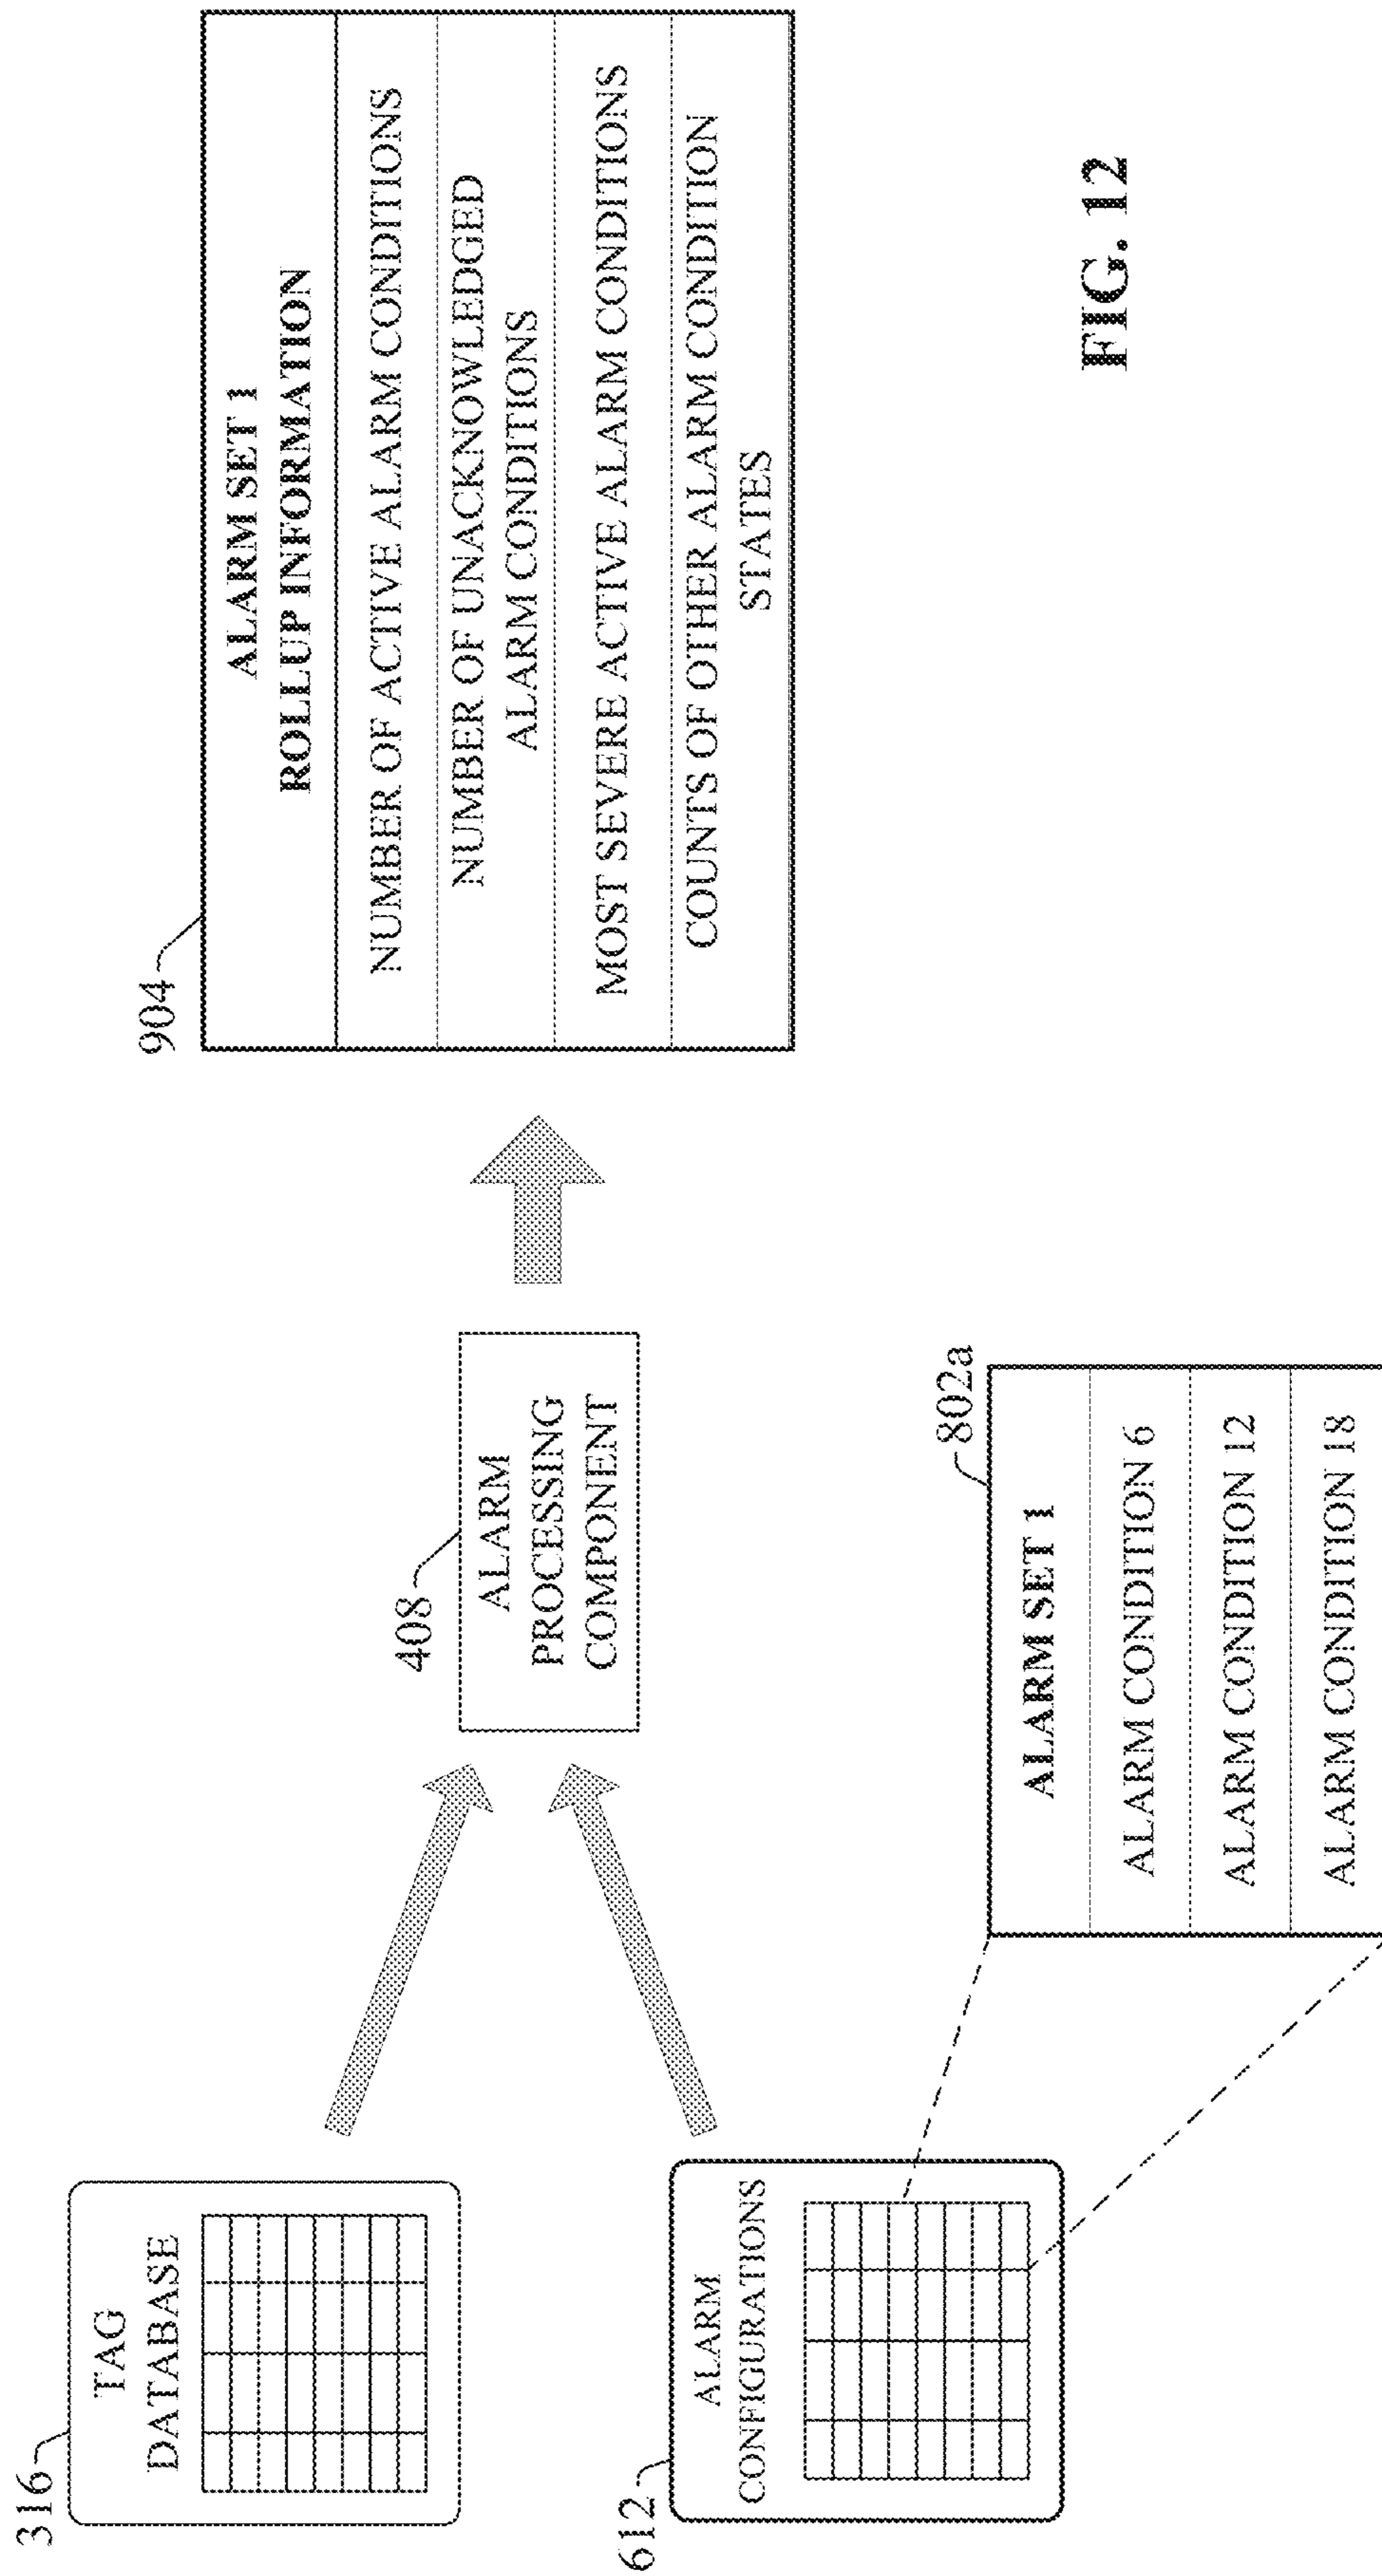 316
TAG
DATABASE
612
ALARM
CONFIGURATIONS
408
ALARM
PROCESSING
COMPONENT
802a
ALARM SET 1
ALARM CONDITION 6
ALARM CONDITION 12
ALARM CONDITION 18
904
ALARM SET 1
ROLLUP INFORMATION
NUMBER OF ACTIVE ALARM CONDITIONS
NUMBER OF UNACKNOWLEDGED
ALARM CONDITIONS
MOST SEVERE ACTIVE ALARM CONDITIONS
COUNTS OF OTHER ALARM CONDITION
STATES
FIG. 12